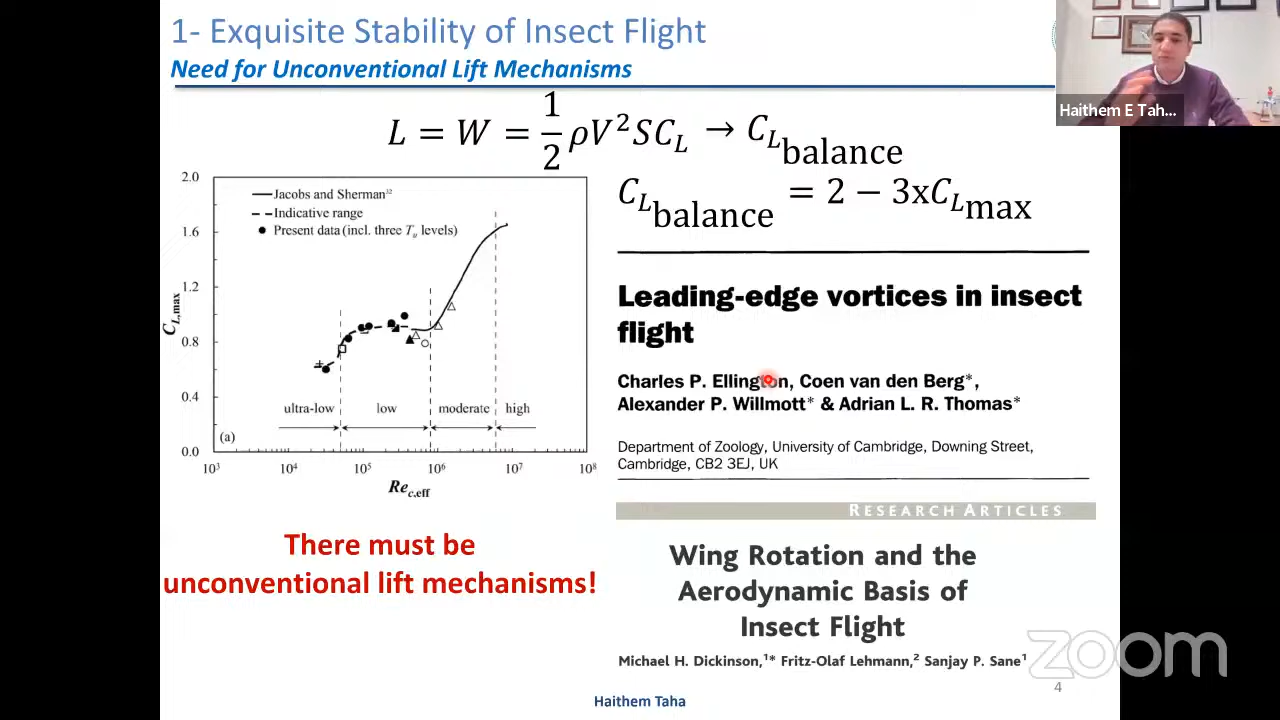 1- Exquisite Stability of Insect Flight
Need for Unconventional Lift Mechanisms
Haithem E Tah...
L = W = 1/2 ρV²SC_L → C_L balance
C_L balance = 2 − 3xC_L max
2.0
1.6
1.2
0.8
0.4
0.0
C_L,max
Jacobs and Sherman³²
Indicative range
Present data (incl. three T_u levels)
ultra-low
low
moderate
high
(a)
10³
10⁴
10⁵
10⁶
10⁷
10⁸
Re_c,eff
There must be
unconventional lift mechanisms!
Leading-edge vortices in insect
flight
Charles P. Ellington, Coen van den Berg*,
Alexander P. Willmott* & Adrian L. R. Thomas*
Department of Zoology, University of Cambridge, Downing Street,
Cambridge, CB2 3EJ, UK
RESEARCH ARTICLES
Wing Rotation and the
Aerodynamic Basis of
Insect Flight
Michael H. Dickinson,¹* Fritz-Olaf Lehmann,² Sanjay P. Sane¹
zoom
4
Haithem Taha